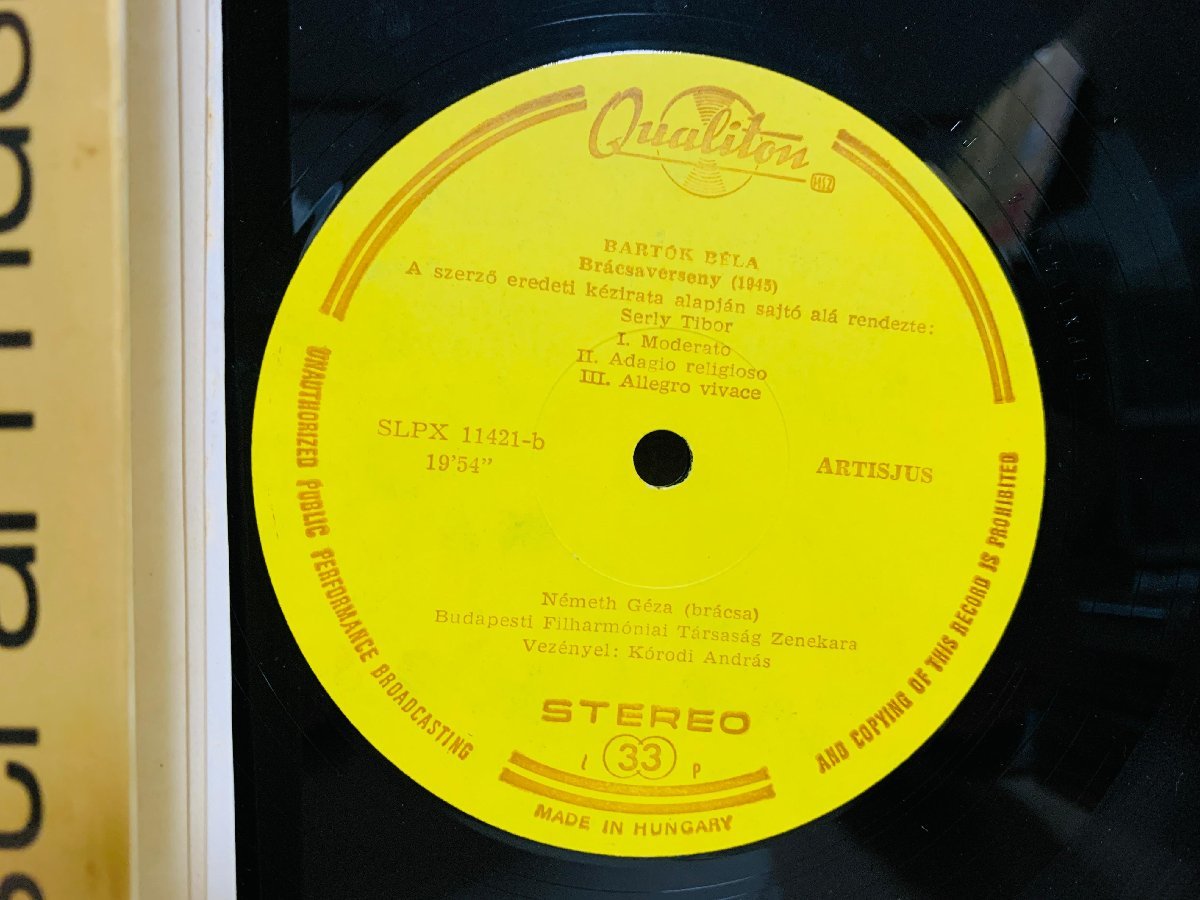 Qualiton
MSZ
BARTÓK BÉLA
Brácsaverseny (1945)
A szerző eredeti kézirata alapján sajtó alá rendezte:
Serly Tibor
I. Moderato
II. Adagio religioso
III. Allegro vivace
SLPX 11421-b
19’54”
ARTISJUS
Németh Géza (brácsa)
Budapesti Filharmóniai Társaság Zenekara
Vezényel: Kórodi András
STEREO
l 33 p
MADE IN HUNGARY
UNAUTHORIZED PUBLIC PERFORMANCE BROADCASTING
AND COPYING OF THIS RECORD IS PROHIBITED